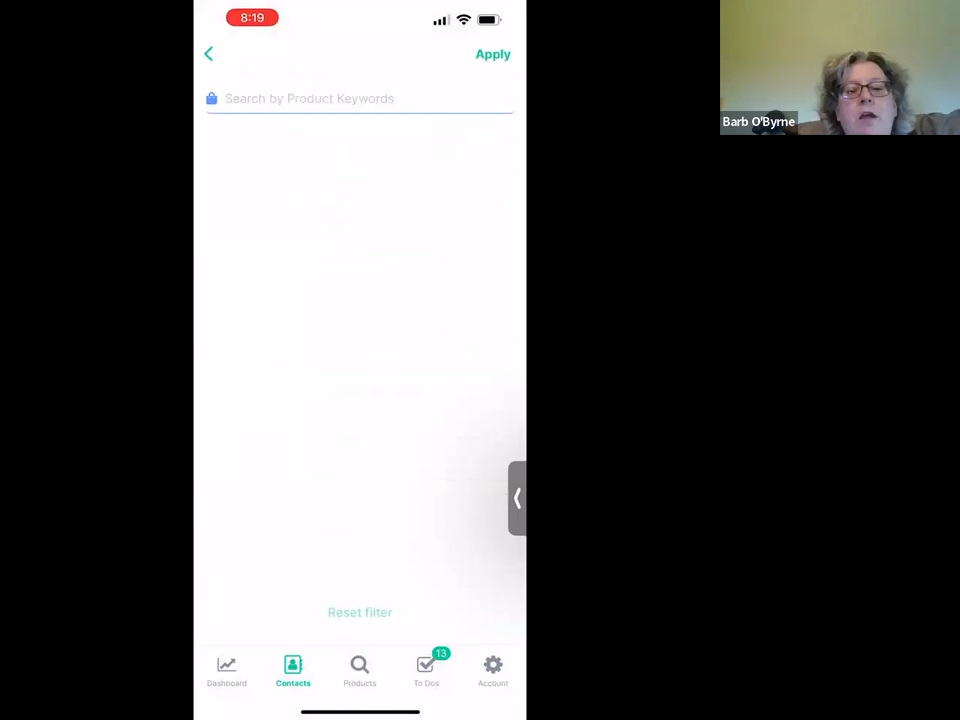 8:19
Apply
Search by Product Keywords
Barb O'Byrne
Reset filter
13
Dashboard
Contacts
Products
To Dos
Account